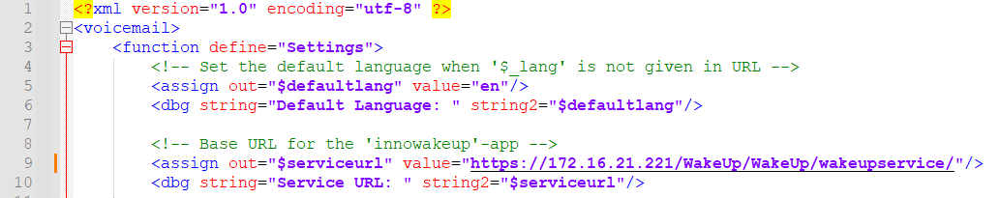 1 <?xml version="1.0" encoding="utf-8" ?>
2 <voicemail>
3 <function define="Settings">
4 <!-- Set the default language when '$_lang' is not given in URL -->
5 <assign out="$defaultlang" value="en"/>
6 <dbg string="Default Language: " string2="$defaultlang"/>
7
8 <!-- Base URL for the 'innowakeup'-app -->
9 <assign out="$serviceurl" value="https://172.16.21.221/WakeUp/WakeUp/wakeupservice/"/>
10 <dbg string="Service URL: " string2="$serviceurl"/>